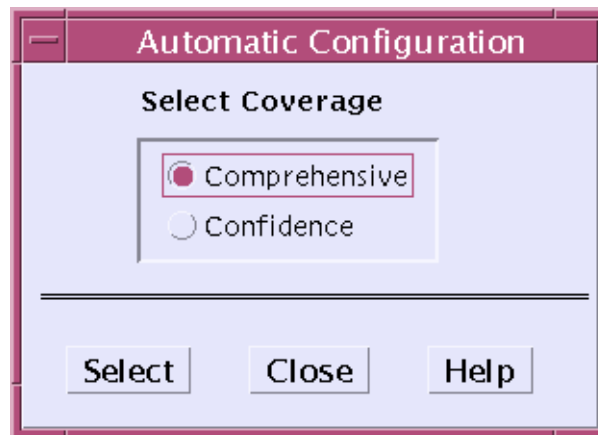 Automatic Configuration
Select Coverage
Comprehensive
Confidence
Select Close Help